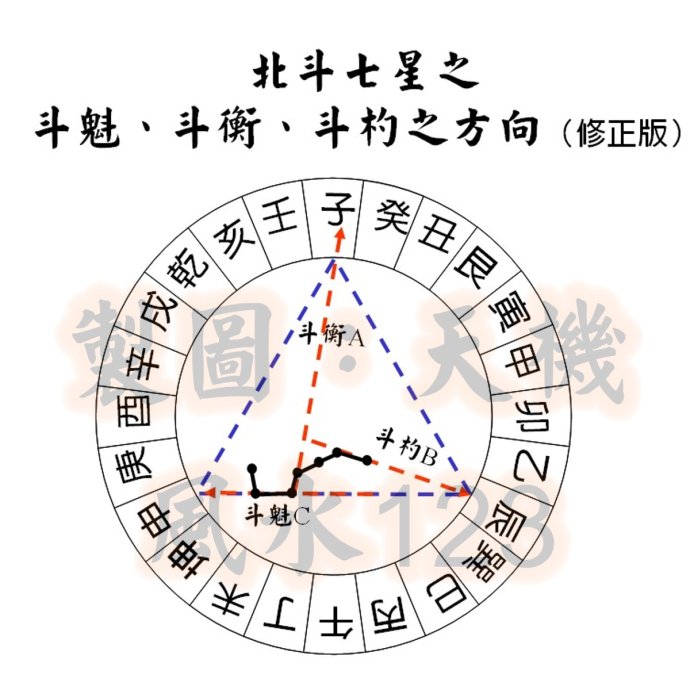 北斗七星之
斗魁、斗衡、斗杓之方向(修正版)
子
癸
丑
艮
寅
甲
卯
乙
辰
巽
巳
丙
午
丁
未
坤
申
庚
酉
辛
戌
乾
亥
壬
斗衡A
斗杓B
斗魁C
製圖・天機
風水123